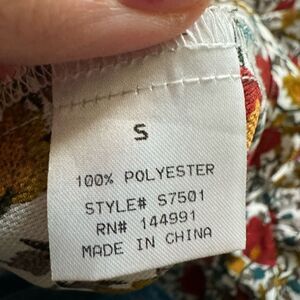 S
100% POLYESTER
STYLE# S7501
RN# 144991
MADE IN CHINA